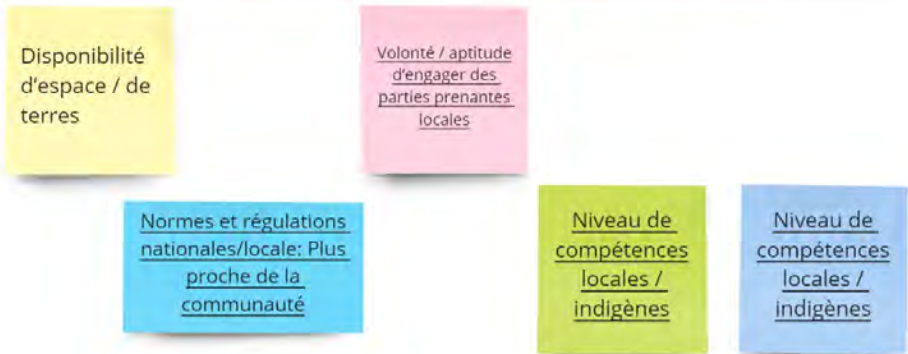 Disponibilité
d'espace / de
terres
Volonté / aptitude
d'engager des
parties prenantes
locales
Normes et régulations
nationales/locale: Plus
proche de la
communauté
Niveau de
compétences
locales /
indigènes
Niveau de
compétences
locales /
indigènes